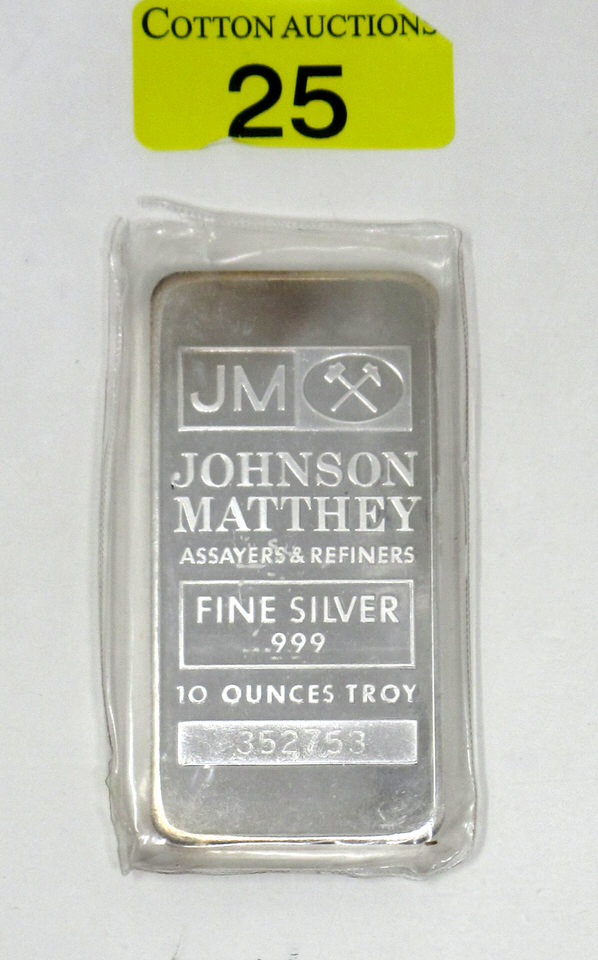 COTTON AUCTIONS
25
JM
JOHNSON
MATTHEY
ASSAYERS & REFINERS
FINE SILVER
999
10 OUNCES TROY
352753